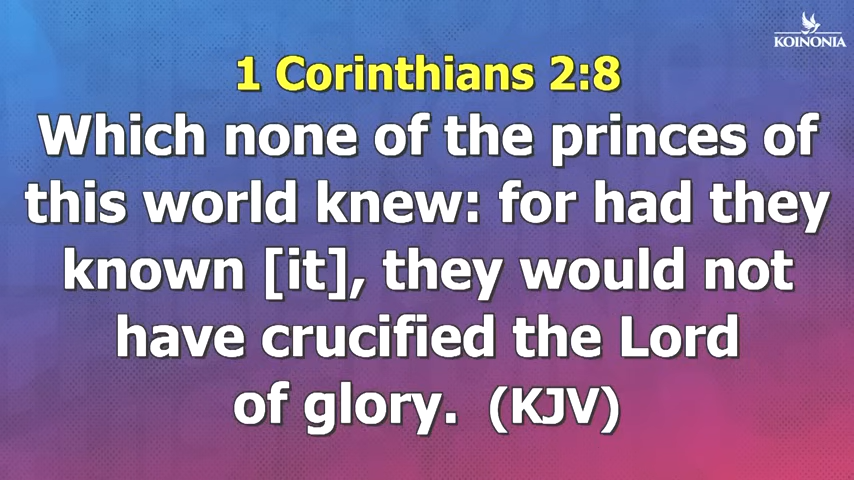 KOINONIA
1 Corinthians 2:8
Which none of the princes of
this world knew: for had they
known [it], they would not
have crucified the Lord
of glory. (KJV)